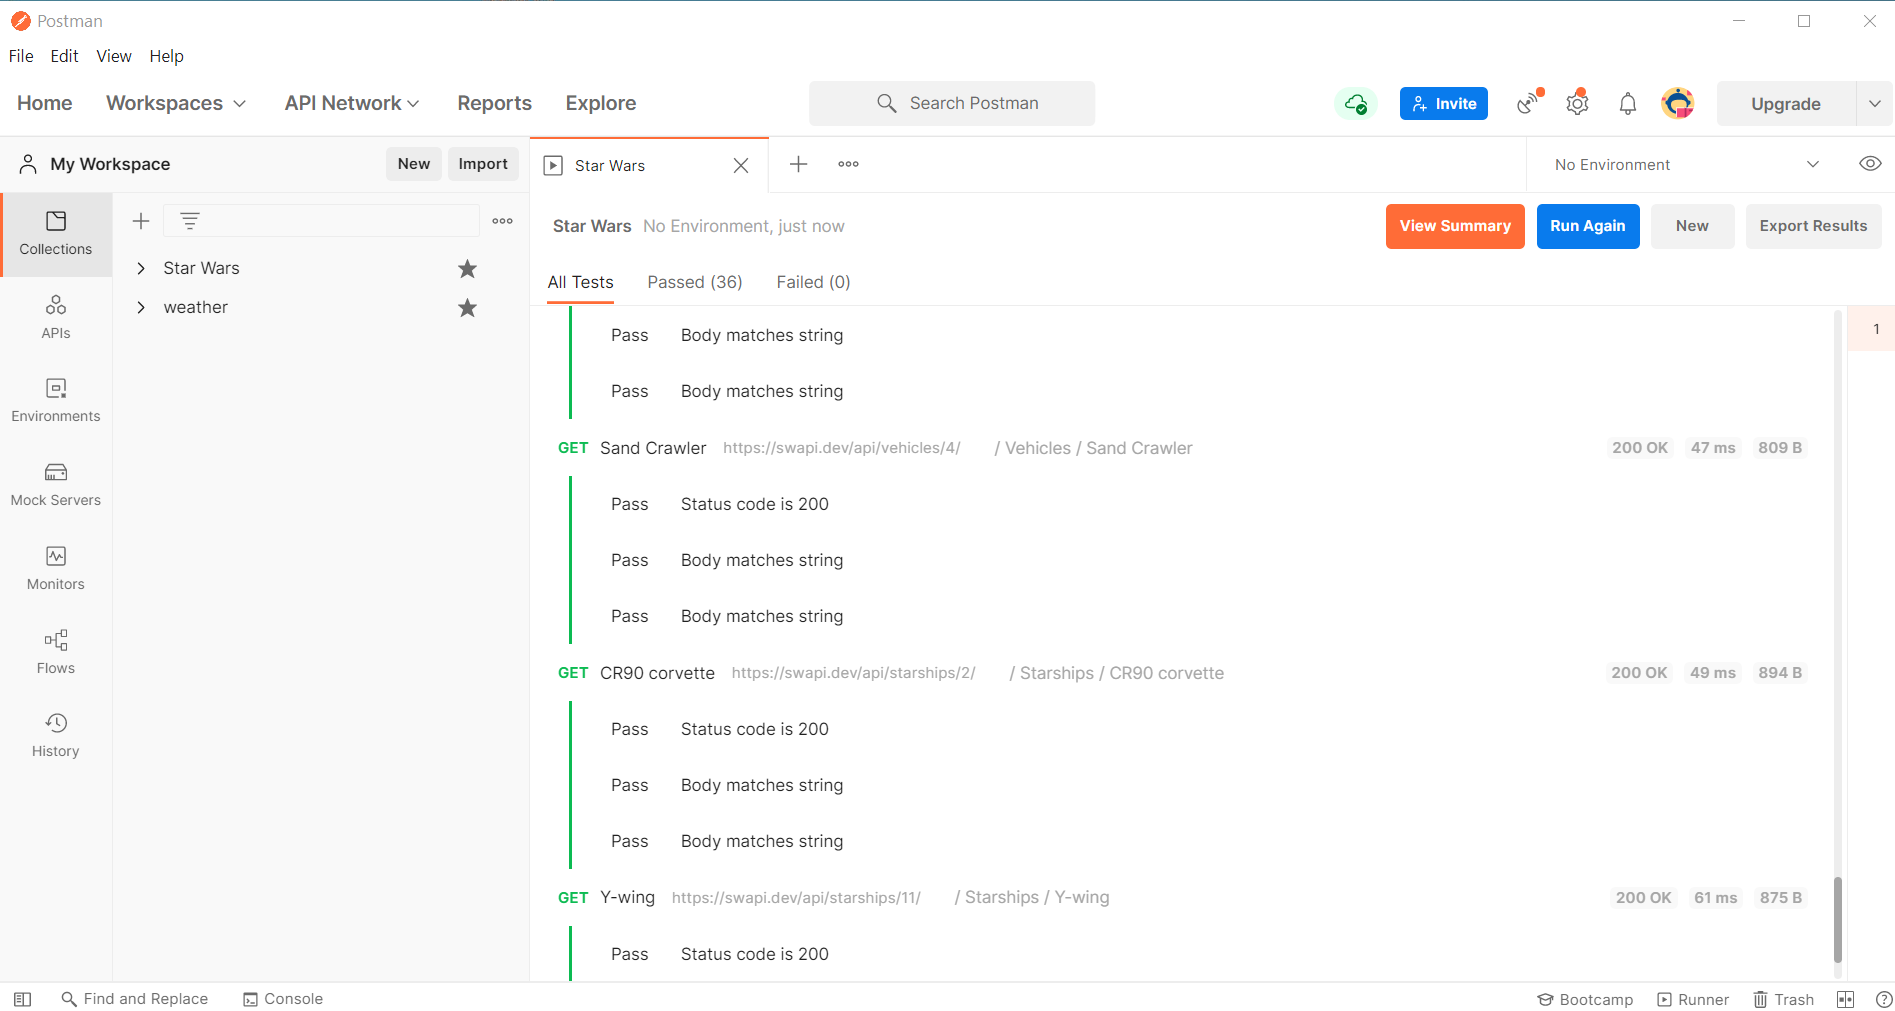 Postman
File Edit View Help
Home Workspaces API Network Reports Explore Search Postman Invite Upgrade
My Workspace New Import Star Wars No Environment
Collections
APIs
Environments
Mock Servers
Monitors
Flows
History
Star Wars
weather
Star Wars No Environment, just now View Summary Run Again New Export Results
All Tests Passed (36) Failed (0)
1
Pass Body matches string
Pass Body matches string
GET Sand Crawler https://swapi.dev/api/vehicles/4/ / Vehicles / Sand Crawler 200 OK 47 ms 809 B
Pass Status code is 200
Pass Body matches string
Pass Body matches string
GET CR90 corvette https://swapi.dev/api/starships/2/ / Starships / CR90 corvette 200 OK 49 ms 894 B
Pass Status code is 200
Pass Body matches string
Pass Body matches string
GET Y-wing https://swapi.dev/api/starships/11/ / Starships / Y-wing 200 OK 61 ms 875 B
Pass Status code is 200
Find and Replace Console Bootcamp Runner Trash